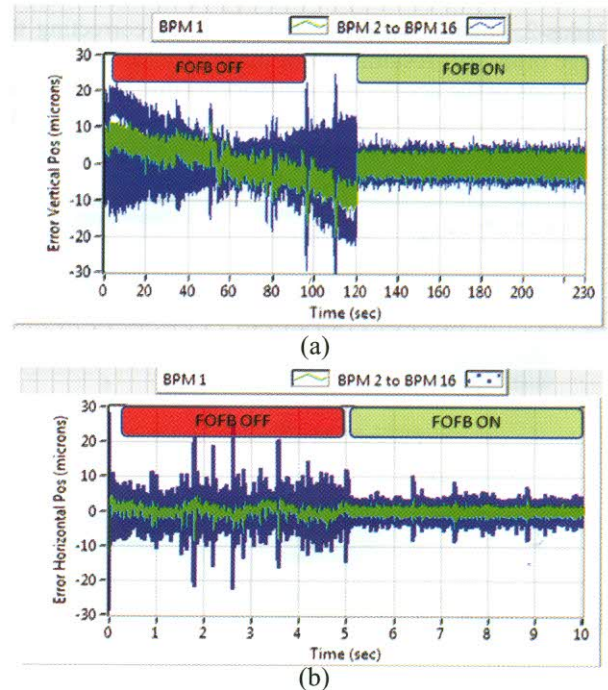 BPM 1 BPM 2 to BPM 16
FOFB OFF FOFB ON
Error Vertical Pos (microns)
30
20
10
0
-10
-20
-30
0 20 40 60 80 100 120 140 160 180 200 230
Time (sec)
(a)
BPM 1 BPM 2 to BPM 16
FOFB OFF FOFB ON
Error Horizontal Pos (microns)
30
20
10
0
-10
-20
-30
0 1 2 3 4 5 6 7 8 9 10
Time (sec)
(b)